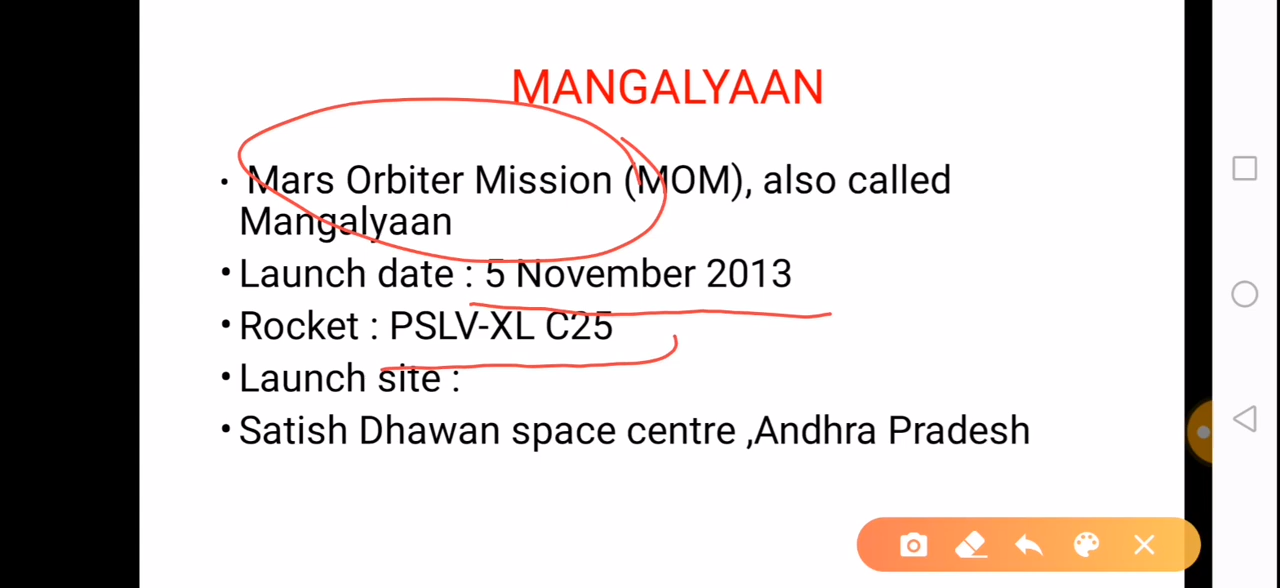 MANGALYAAN
• Mars Orbiter Mission (MOM), also called
Mangalyaan
• Launch date : 5 November 2013
• Rocket : PSLV-XL C25
• Launch site :
• Satish Dhawan space centre ,Andhra Pradesh